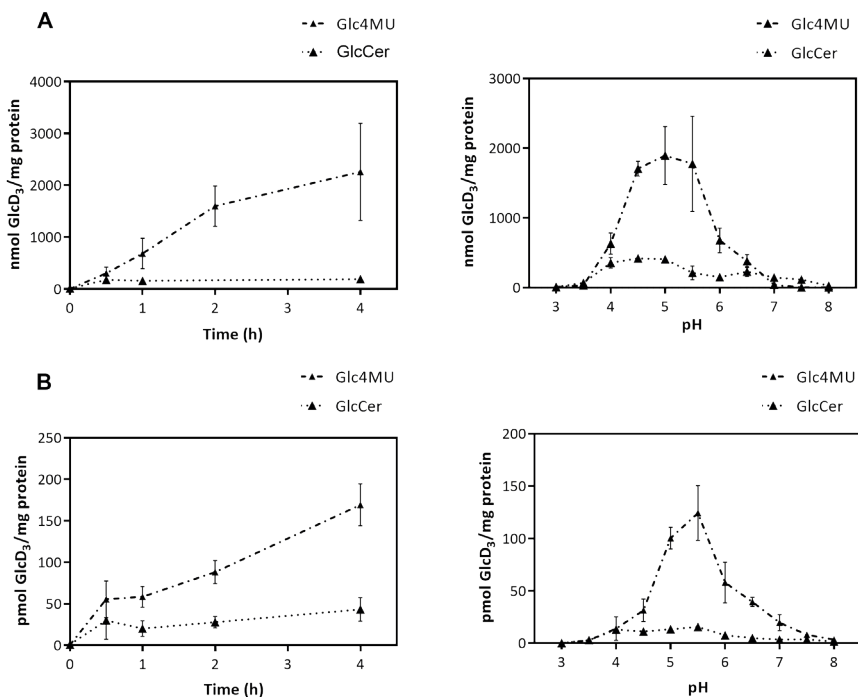 A
Glc4MU
GlcCer
4000
3000
2000
1000
0
nmol GlcD₃/mg protein
0 1 2 3 4
Time (h)
Glc4MU
GlcCer
3000
2000
1000
0
nmol GlcD₃/mg protein
3 4 5 6 7 8
pH
B
Glc4MU
GlcCer
250
200
150
100
50
0
pmol GlcD₃/mg protein
0 1 2 3 4
Time (h)
Glc4MU
GlcCer
200
150
100
50
0
pmol GlcD₃/mg protein
3 4 5 6 7 8
pH